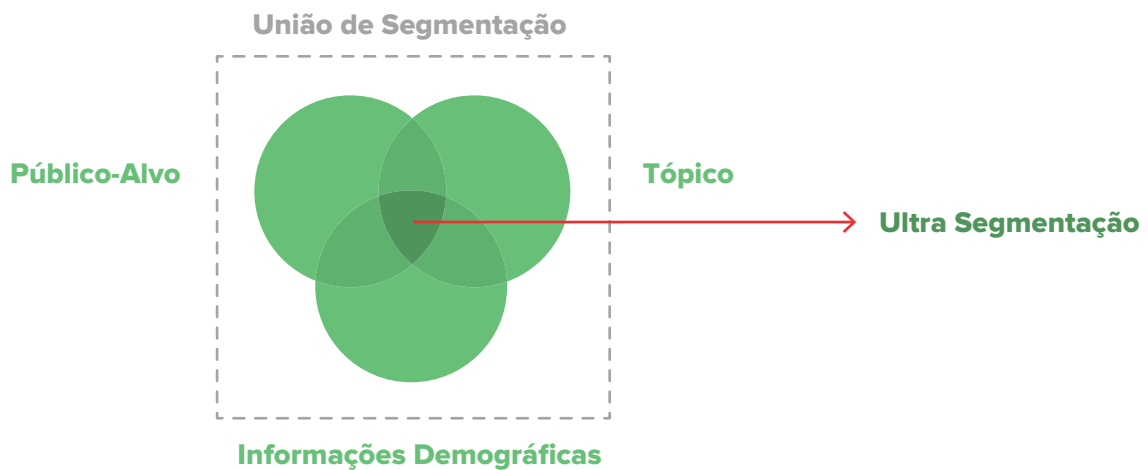 União de Segmentação
Público-Alvo
Tópico
Ultra Segmentação
Informações Demográficas